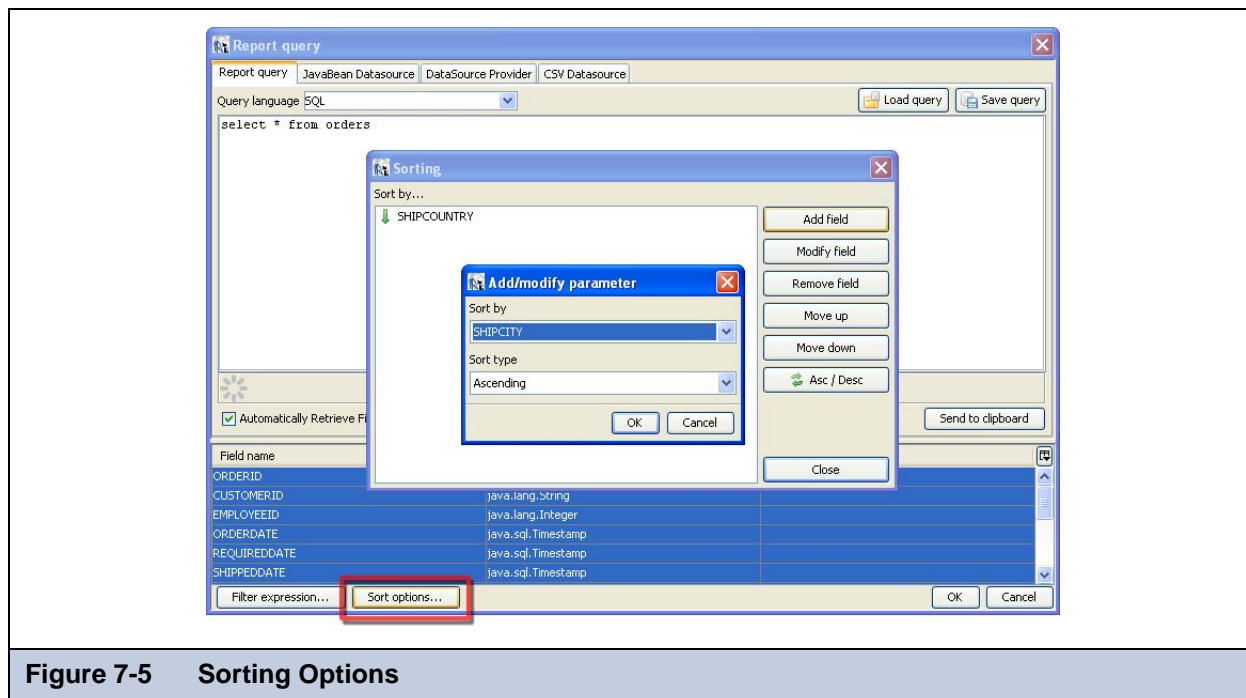 Report query
Report query JavaBean Datasource DataSource Provider CSV Datasource
Query language SQL Load query Save query
select * from orders
Sorting
Sort by...
SHIPCOUNTRY
Add field
Modify field
Remove field
Move up
Move down
Asc / Desc
Close
Add/modify parameter
Sort by
SHIPCITY
Sort type
Ascending
OK Cancel
Automatically Retrieve Fi Send to clipboard
Field name
ORDERID
CUSTOMERID java.lang.String
EMPLOYEEID java.lang.Integer
ORDERDATE java.sql.Timestamp
REQUIREDDATE java.sql.Timestamp
SHIPPEDDATE java.sql.Timestamp
Filter expression... Sort options... OK Cancel
Figure 7-5 Sorting Options